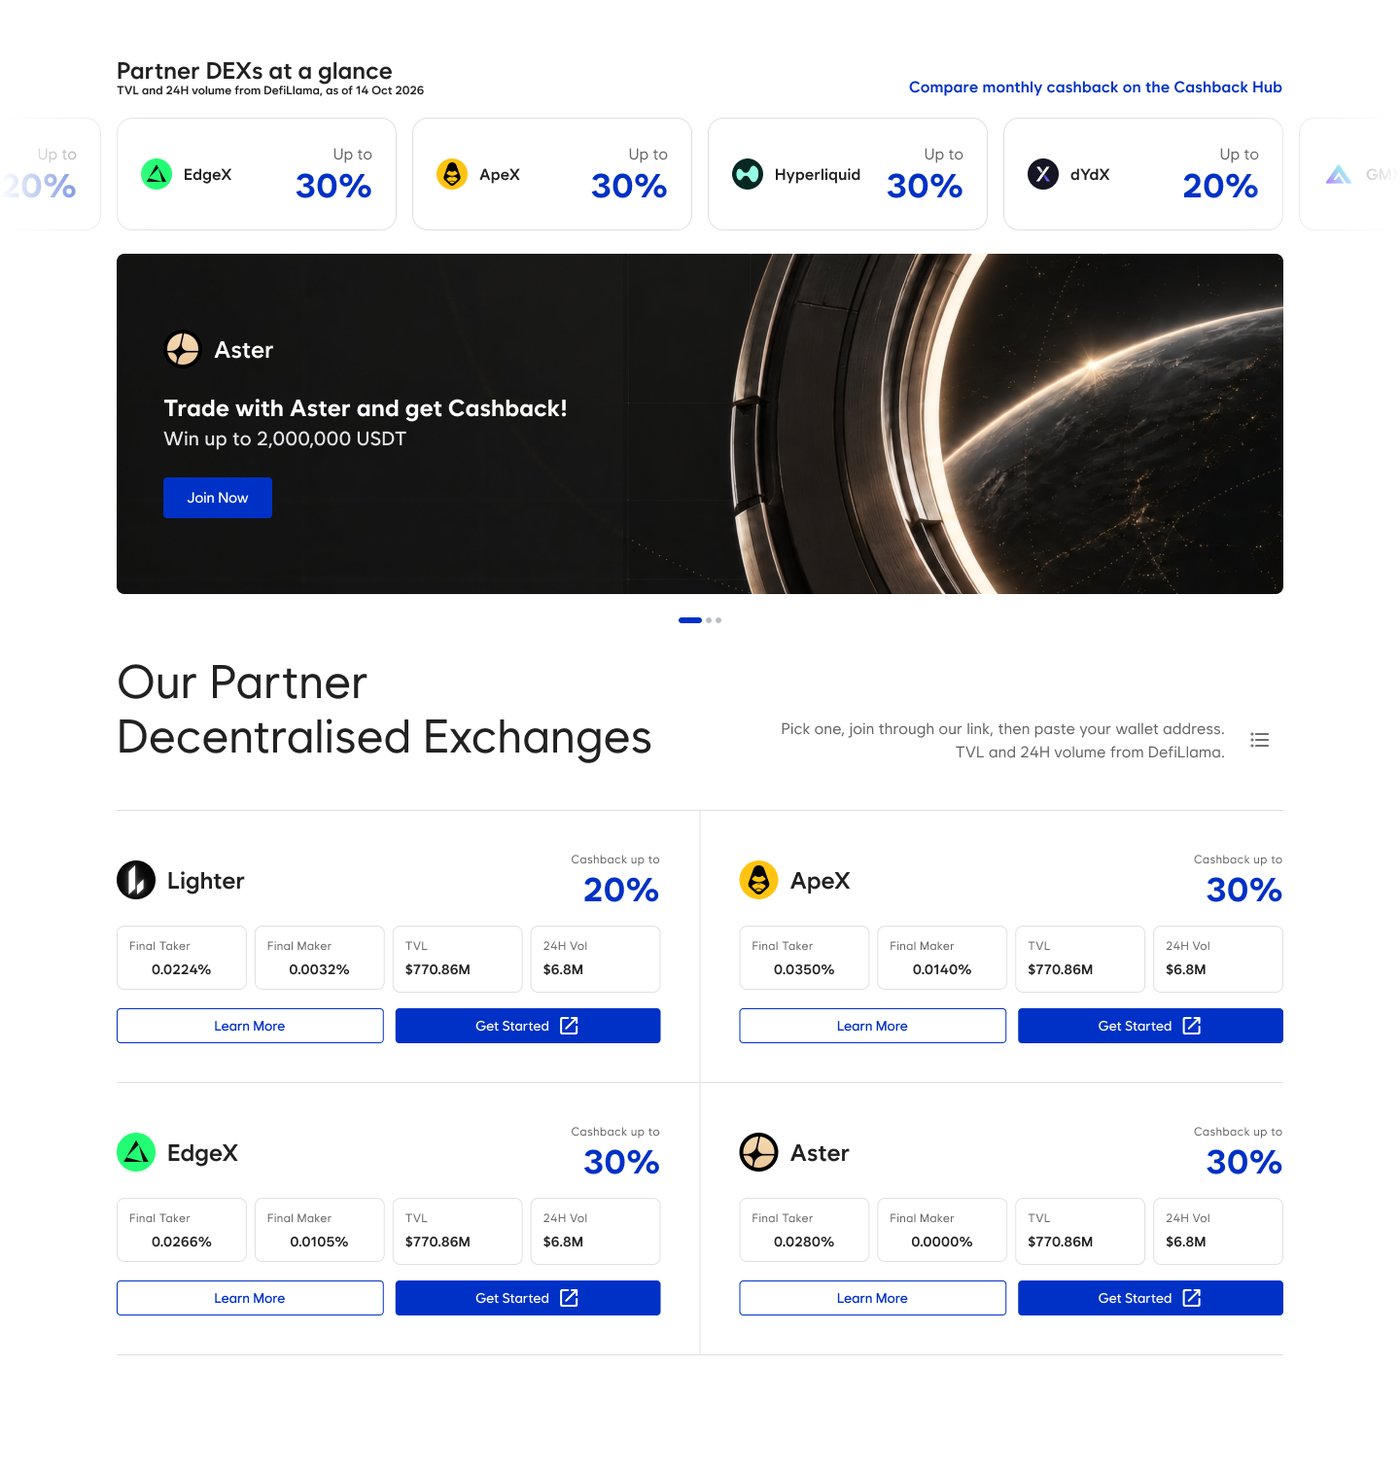 Partner DEXs at a glance
TVL and 24H volume from DefiLlama, as of 14 Oct 2026
Compare monthly cashback on the Cashback Hub
Up to
20%
EdgeX
Up to
30%
ApeX
Up to
30%
Hyperliquid
Up to
30%
dYdX
Up to
20%
Aster
Trade with Aster and get Cashback!
Win up to 2,000,000 USDT
Join Now
Our Partner
Decentralised Exchanges
Pick one, join through our link, then paste your wallet address.
TVL and 24H volume from DefiLlama.
Lighter
Cashback up to
20%
Final Taker
0.0224%
Final Maker
0.0032%
TVL
$770.86M
24H Vol
$6.8M
Learn More
Get Started
ApeX
Cashback up to
30%
Final Taker
0.0350%
Final Maker
0.0140%
TVL
$770.86M
24H Vol
$6.8M
Learn More
Get Started
EdgeX
Cashback up to
30%
Final Taker
0.0266%
Final Maker
0.0105%
TVL
$770.86M
24H Vol
$6.8M
Learn More
Get Started
Aster
Cashback up to
30%
Final Taker
0.0280%
Final Maker
0.0000%
TVL
$770.86M
24H Vol
$6.8M
Learn More
Get Started